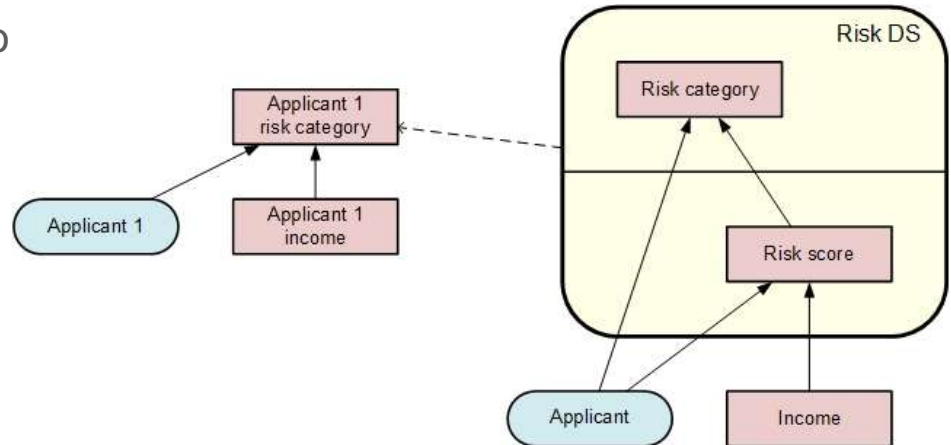 Risk DS
Risk category
Applicant 1
risk category
Applicant 1
Applicant 1
income
Risk score
Applicant
Income